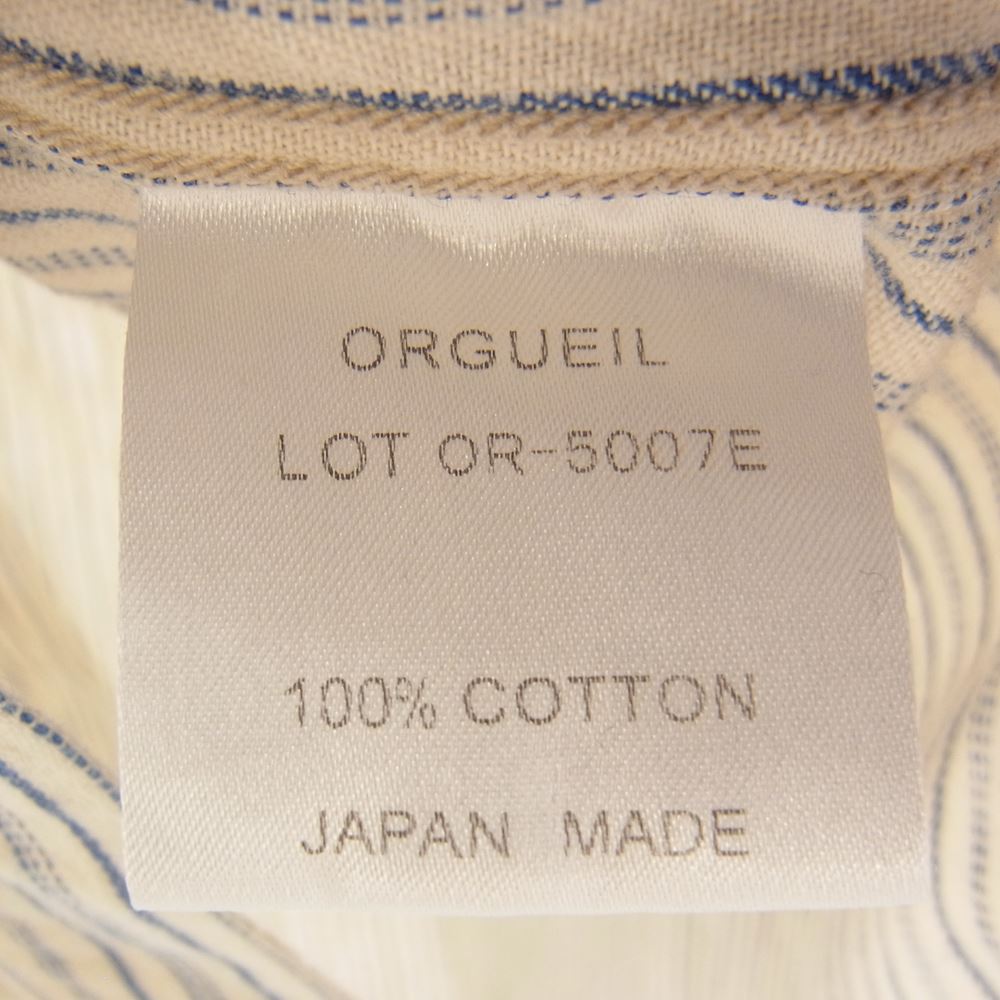 ORGUEIL
LOT OR-5007E
100% COTTON
JAPAN MADE